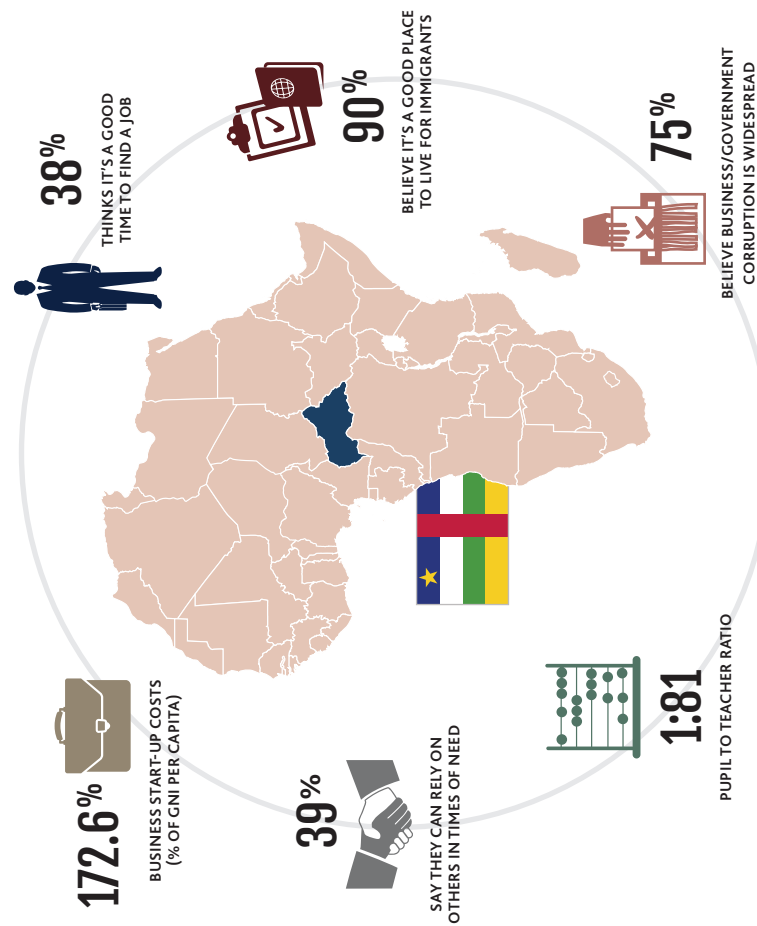 172.6%
BUSINESS START-UP COSTS
(% OF GNI PER CAPITA)
38%
THINKS IT'S A GOOD
TIME TO FIND A JOB
39%
SAY THEY CAN RELY ON
OTHERS IN TIMES OF NEED
90%
BELIEVE IT'S A GOOD PLACE
TO LIVE FOR IMMIGRANTS
1:81
PUPIL TO TEACHER RATIO
75%
BELIEVE BUSINESS/GOVERNMENT
CORRUPTION IS WIDESPREAD